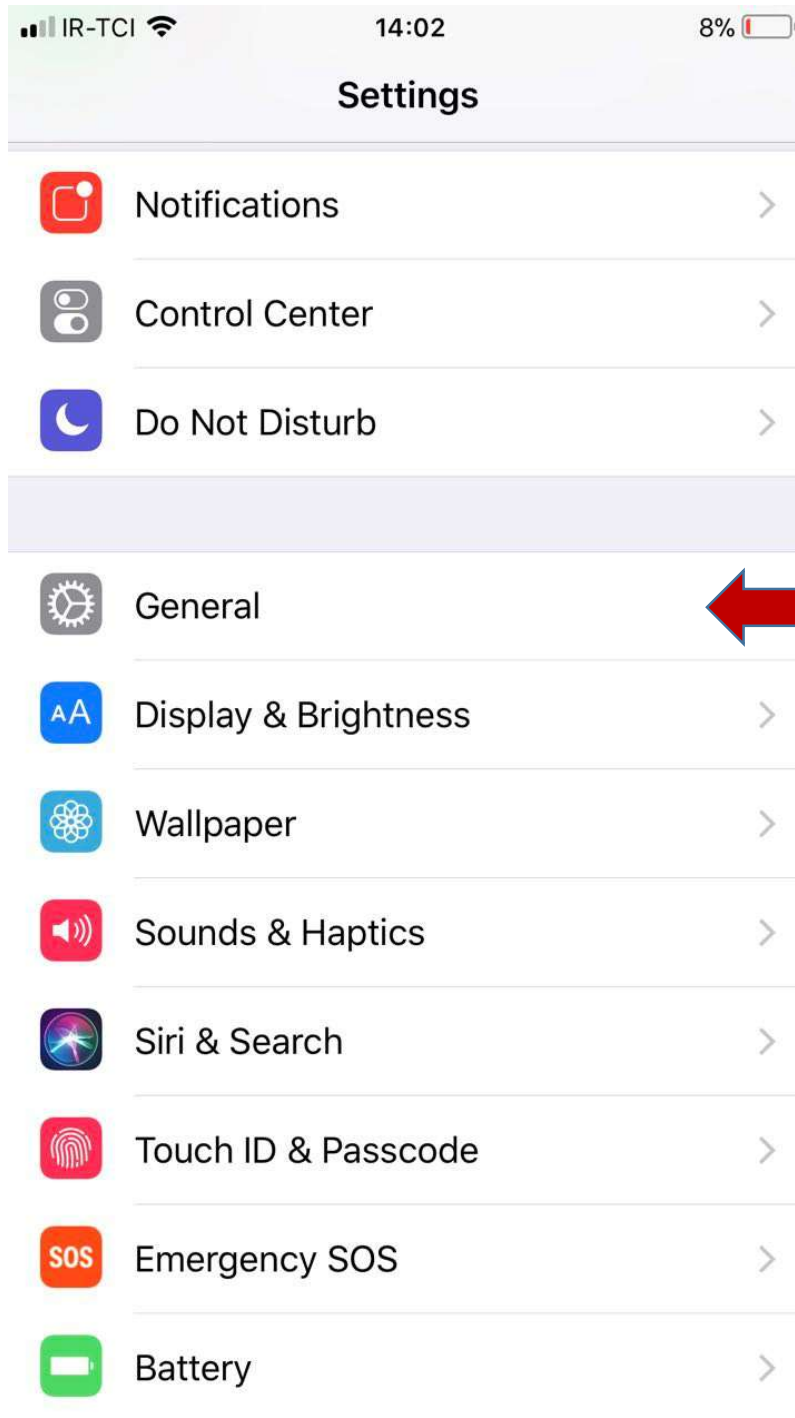 IR-TCI 14:02 8%
Settings
Notifications
Control Center
Do Not Disturb
General
AA Display & Brightness
Wallpaper
Sounds & Haptics
Siri & Search
Touch ID & Passcode
SOS Emergency SOS
Battery